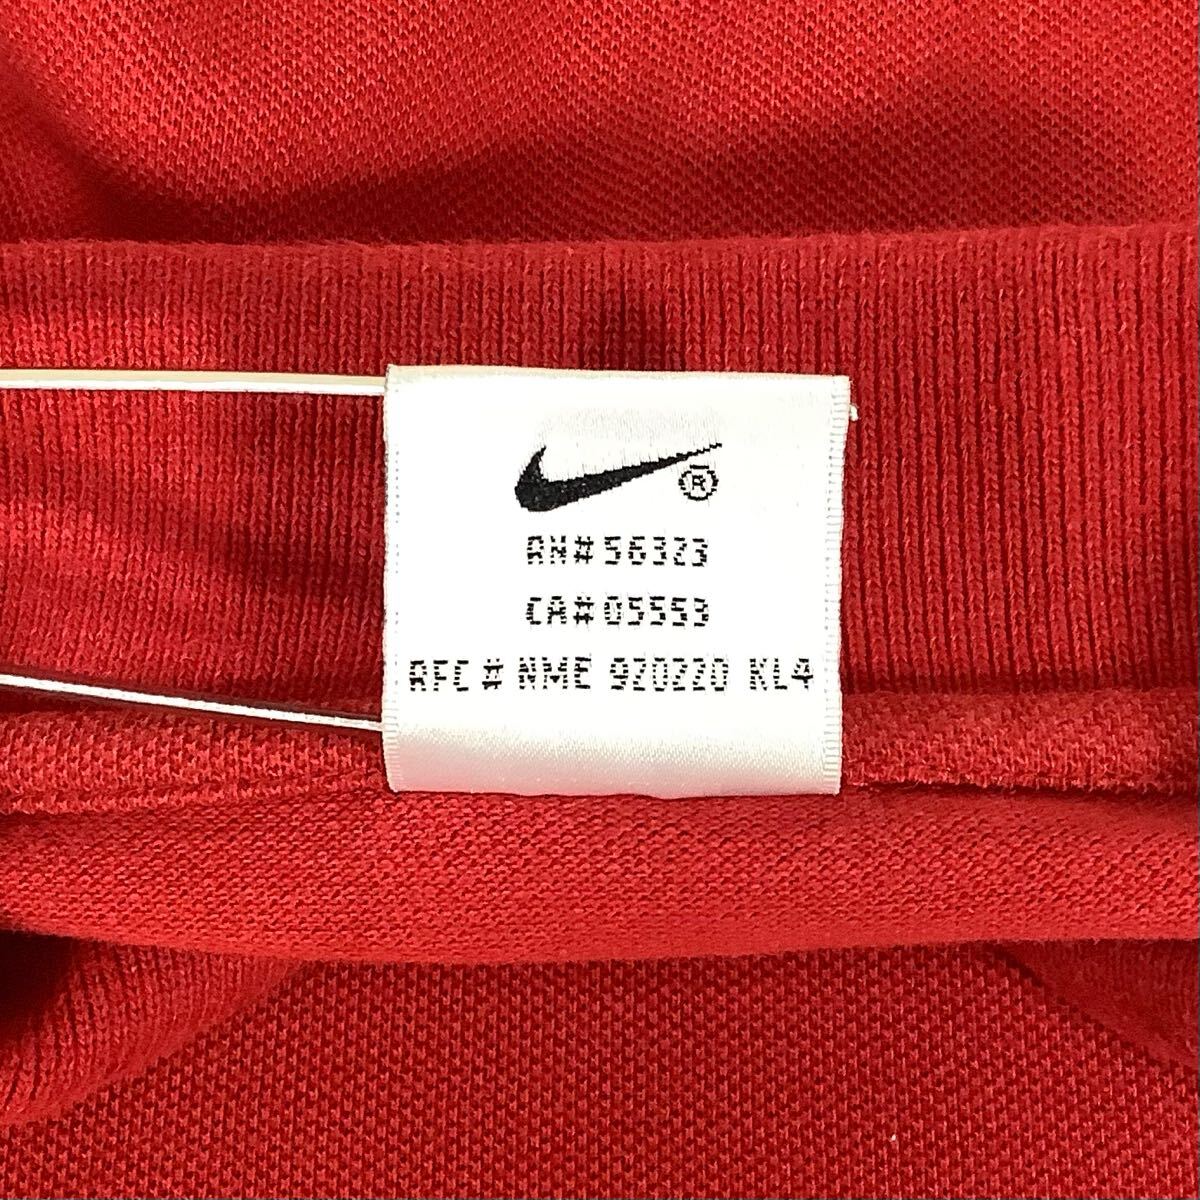 ®
RN# 56323
CA# 05553
RFC # NME 920220 KL4